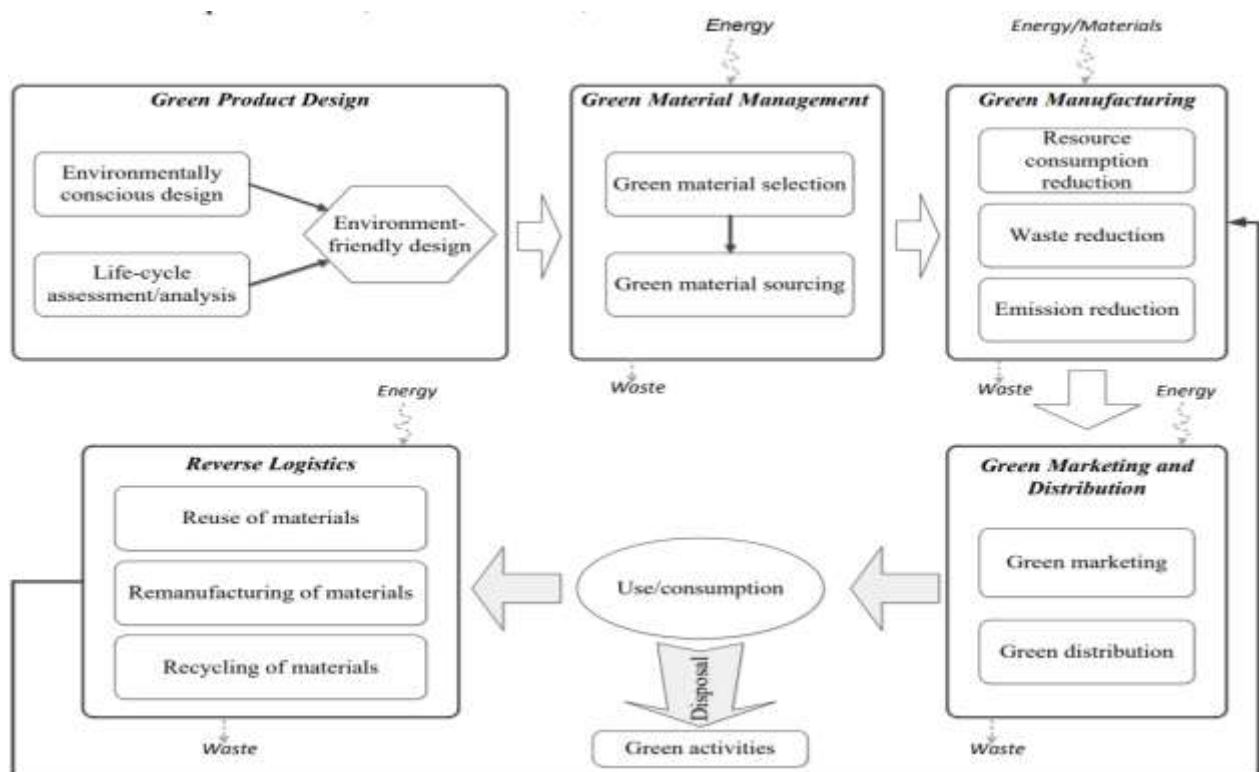 Energy
Energy/Materials
Green Product Design
Environmentally
conscious design
Life-cycle
assessment/analysis
Environment-
friendly design
Green Material Management
Green material selection
Green material sourcing
Green Manufacturing
Resource
consumption
reduction
Waste reduction
Emission reduction
Waste
Waste
Energy
Energy
Reverse Logistics
Reuse of materials
Remanufacturing of materials
Recycling of materials
Use/consumption
Disposal
Green activities
Green Marketing and
Distribution
Green marketing
Green distribution
Waste
Waste